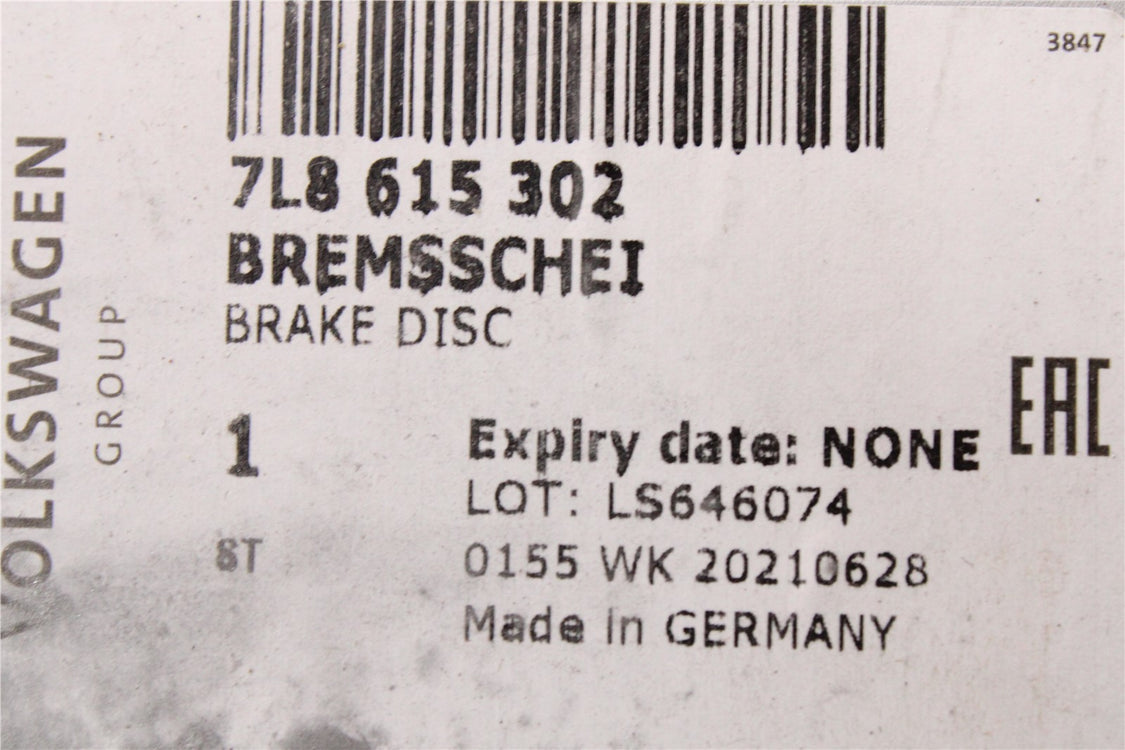 3847
7L8 615 302
BREMSSCHEI
BRAKE DISC
1
ST
Expiry date: NONE
LOT: LS646074
0155 WK 20210628
Made in GERMANY
EAC
VOLKSWAGEN
GROUP